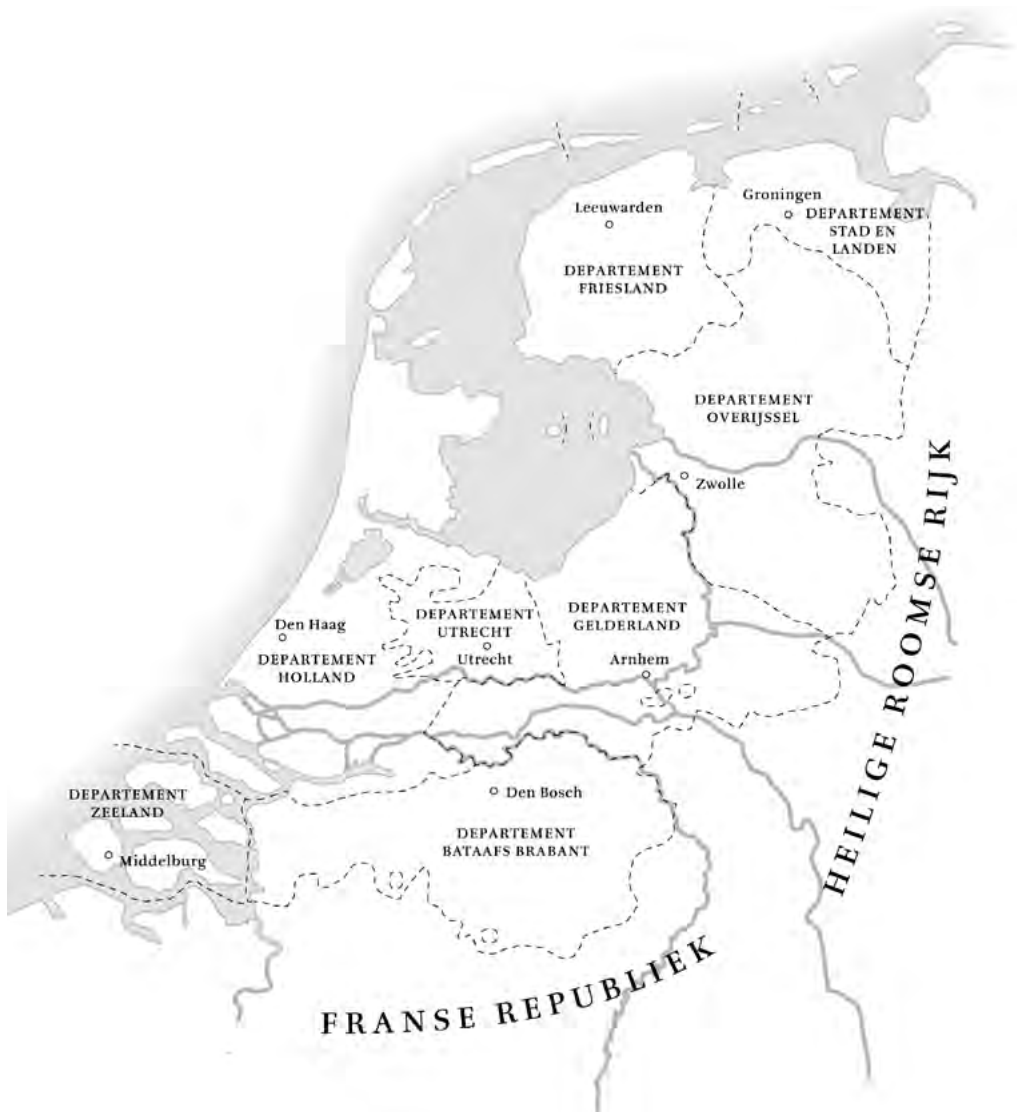 Groningen
Leeuwarden
DEPARTEMENT
STAD EN
LANDEN
DEPARTEMENT
FRIESLAND
DEPARTEMENT
OVERIJSSEL
Zwolle
HEILIGE ROOMSE RIJK
DEPARTEMENT
UTRECHT
Utrecht
DEPARTEMENT
GELDERLAND
Arnhem
Den Haag
DEPARTEMENT
HOLLAND
DEPARTEMENT
ZEELAND
Middelburg
Den Bosch
DEPARTEMENT
BATAAFS BRABANT
FRANSE REPUBLIEK